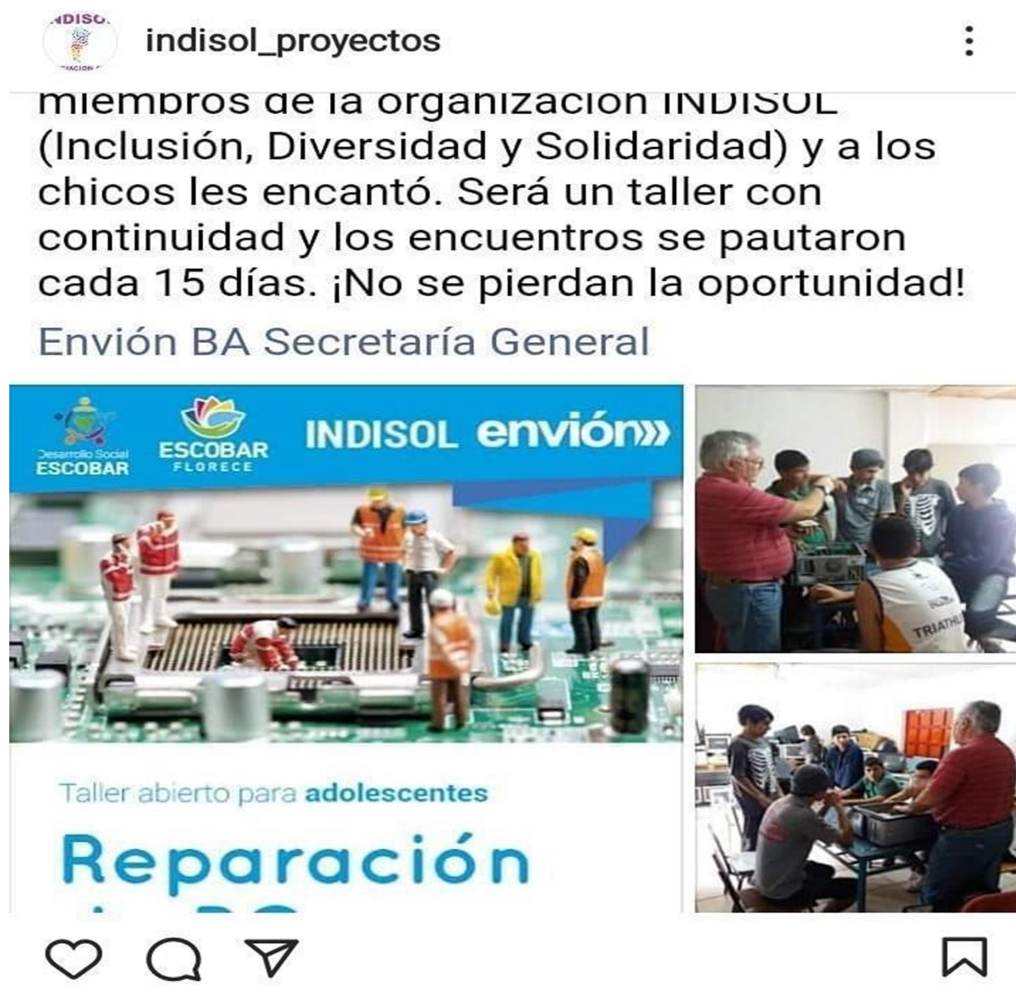 INDISOL
indisol_proyectos
miembros de la organización INDISOL
(Inclusión, Diversidad y Solidaridad) y a los
chicos les encantó. Será un taller con
continuidad y los encuentros se pautaron
cada 15 días. ¡No se pierdan la oportunidad!
Envión BA Secretaría General
Desarrollo Social
ESCOBAR
ESCOBAR
FLORECE
INDISOL envión»
Taller abierto para adolescentes
Reparación
TRIATHL